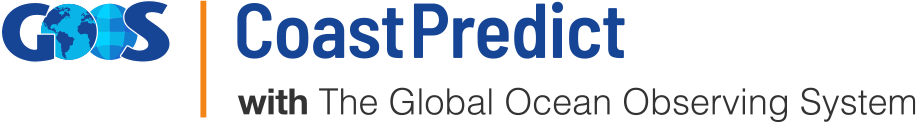 GOOS
CoastPredict
with The Global Ocean Observing System